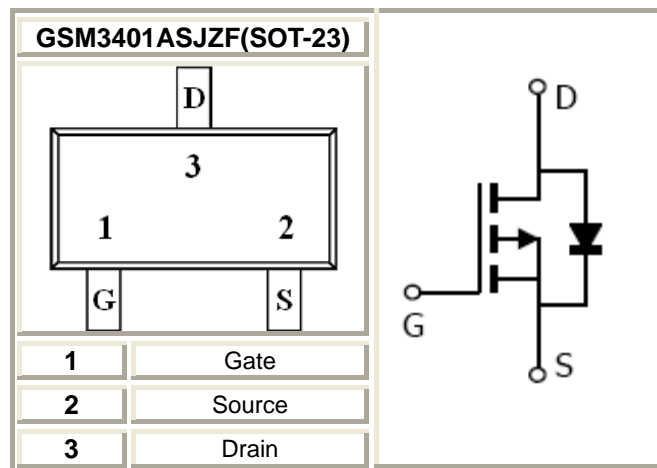 GSM3401ASJZF(SOT-23)
D
3
1 2
G S
1 Gate
2 Source
3 Drain
D
G
S